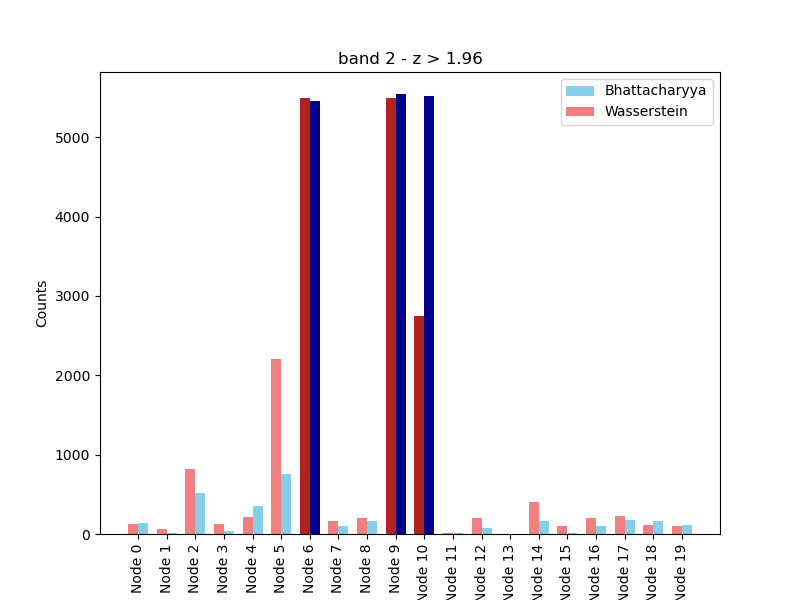 band 2 - z > 1.96
Bhattacharyya
Wasserstein
Counts
5000
4000
3000
2000
1000
0
Node 0
Node 1
Node 2
Node 3
Node 4
Node 5
Node 6
Node 7
Node 8
Node 9
Node 10
Node 11
Node 12
Node 13
Node 14
Node 15
Node 16
Node 17
Node 18
Node 19